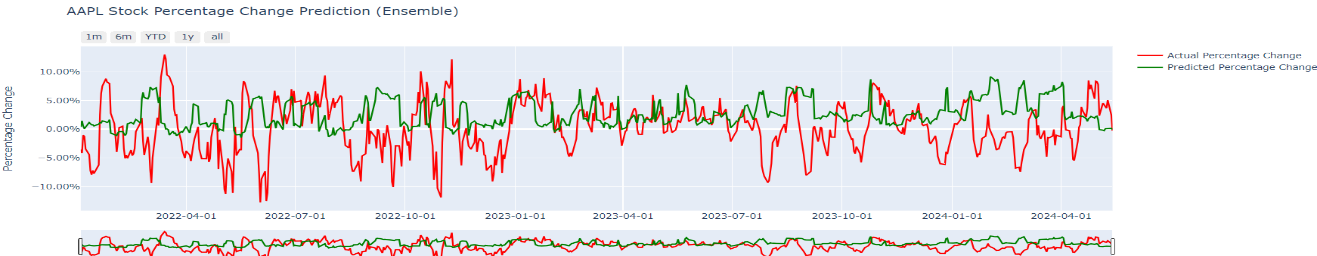 AAPL Stock Percentage Change Prediction (Ensemble)
1m 6m YTD 1y all
Actual Percentage Change
Predicted Percentage Change
Percentage Change
10.00%
5.00%
0.00%
−5.00%
−10.00%
2022-04-01 2022-07-01 2022-10-01 2023-01-01 2023-04-01 2023-07-01 2023-10-01 2024-01-01 2024-04-01